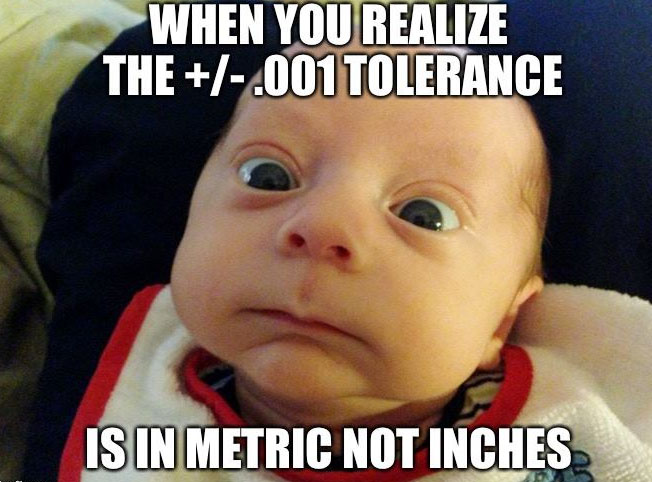 WHEN YOU REALIZE
THE +/- .001 TOLERANCE
IS IN METRIC NOT INCHES